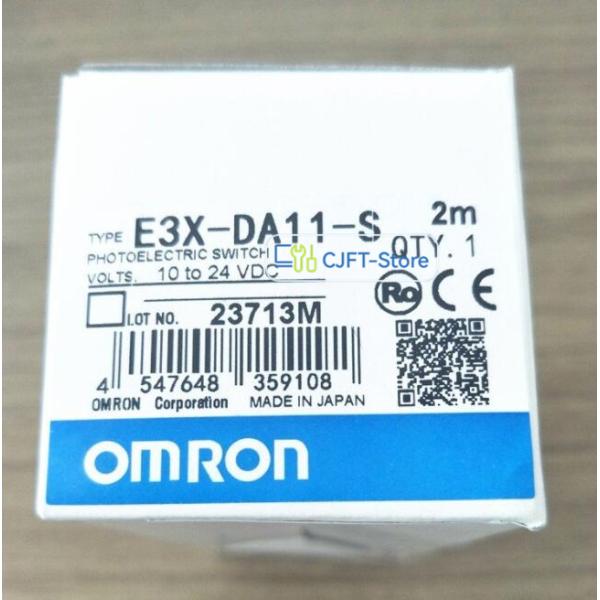 TYPE E3X-DA11-S 2m
PHOTOELECTRIC SWITCH QTY. 1
CJFT-Store
VOLTS. 10 to 24 VDC
LOT NO. 23713M
4 547648 359108
OMRON Corporation MADE IN JAPAN
OMRON